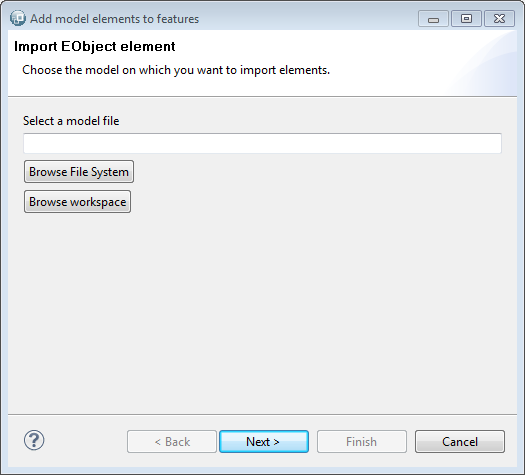 Add model elements to features
Import EObject element
Choose the model on which you want to import elements.
Select a model file
Browse File System
Browse workspace
?
< Back
Next >
Finish
Cancel